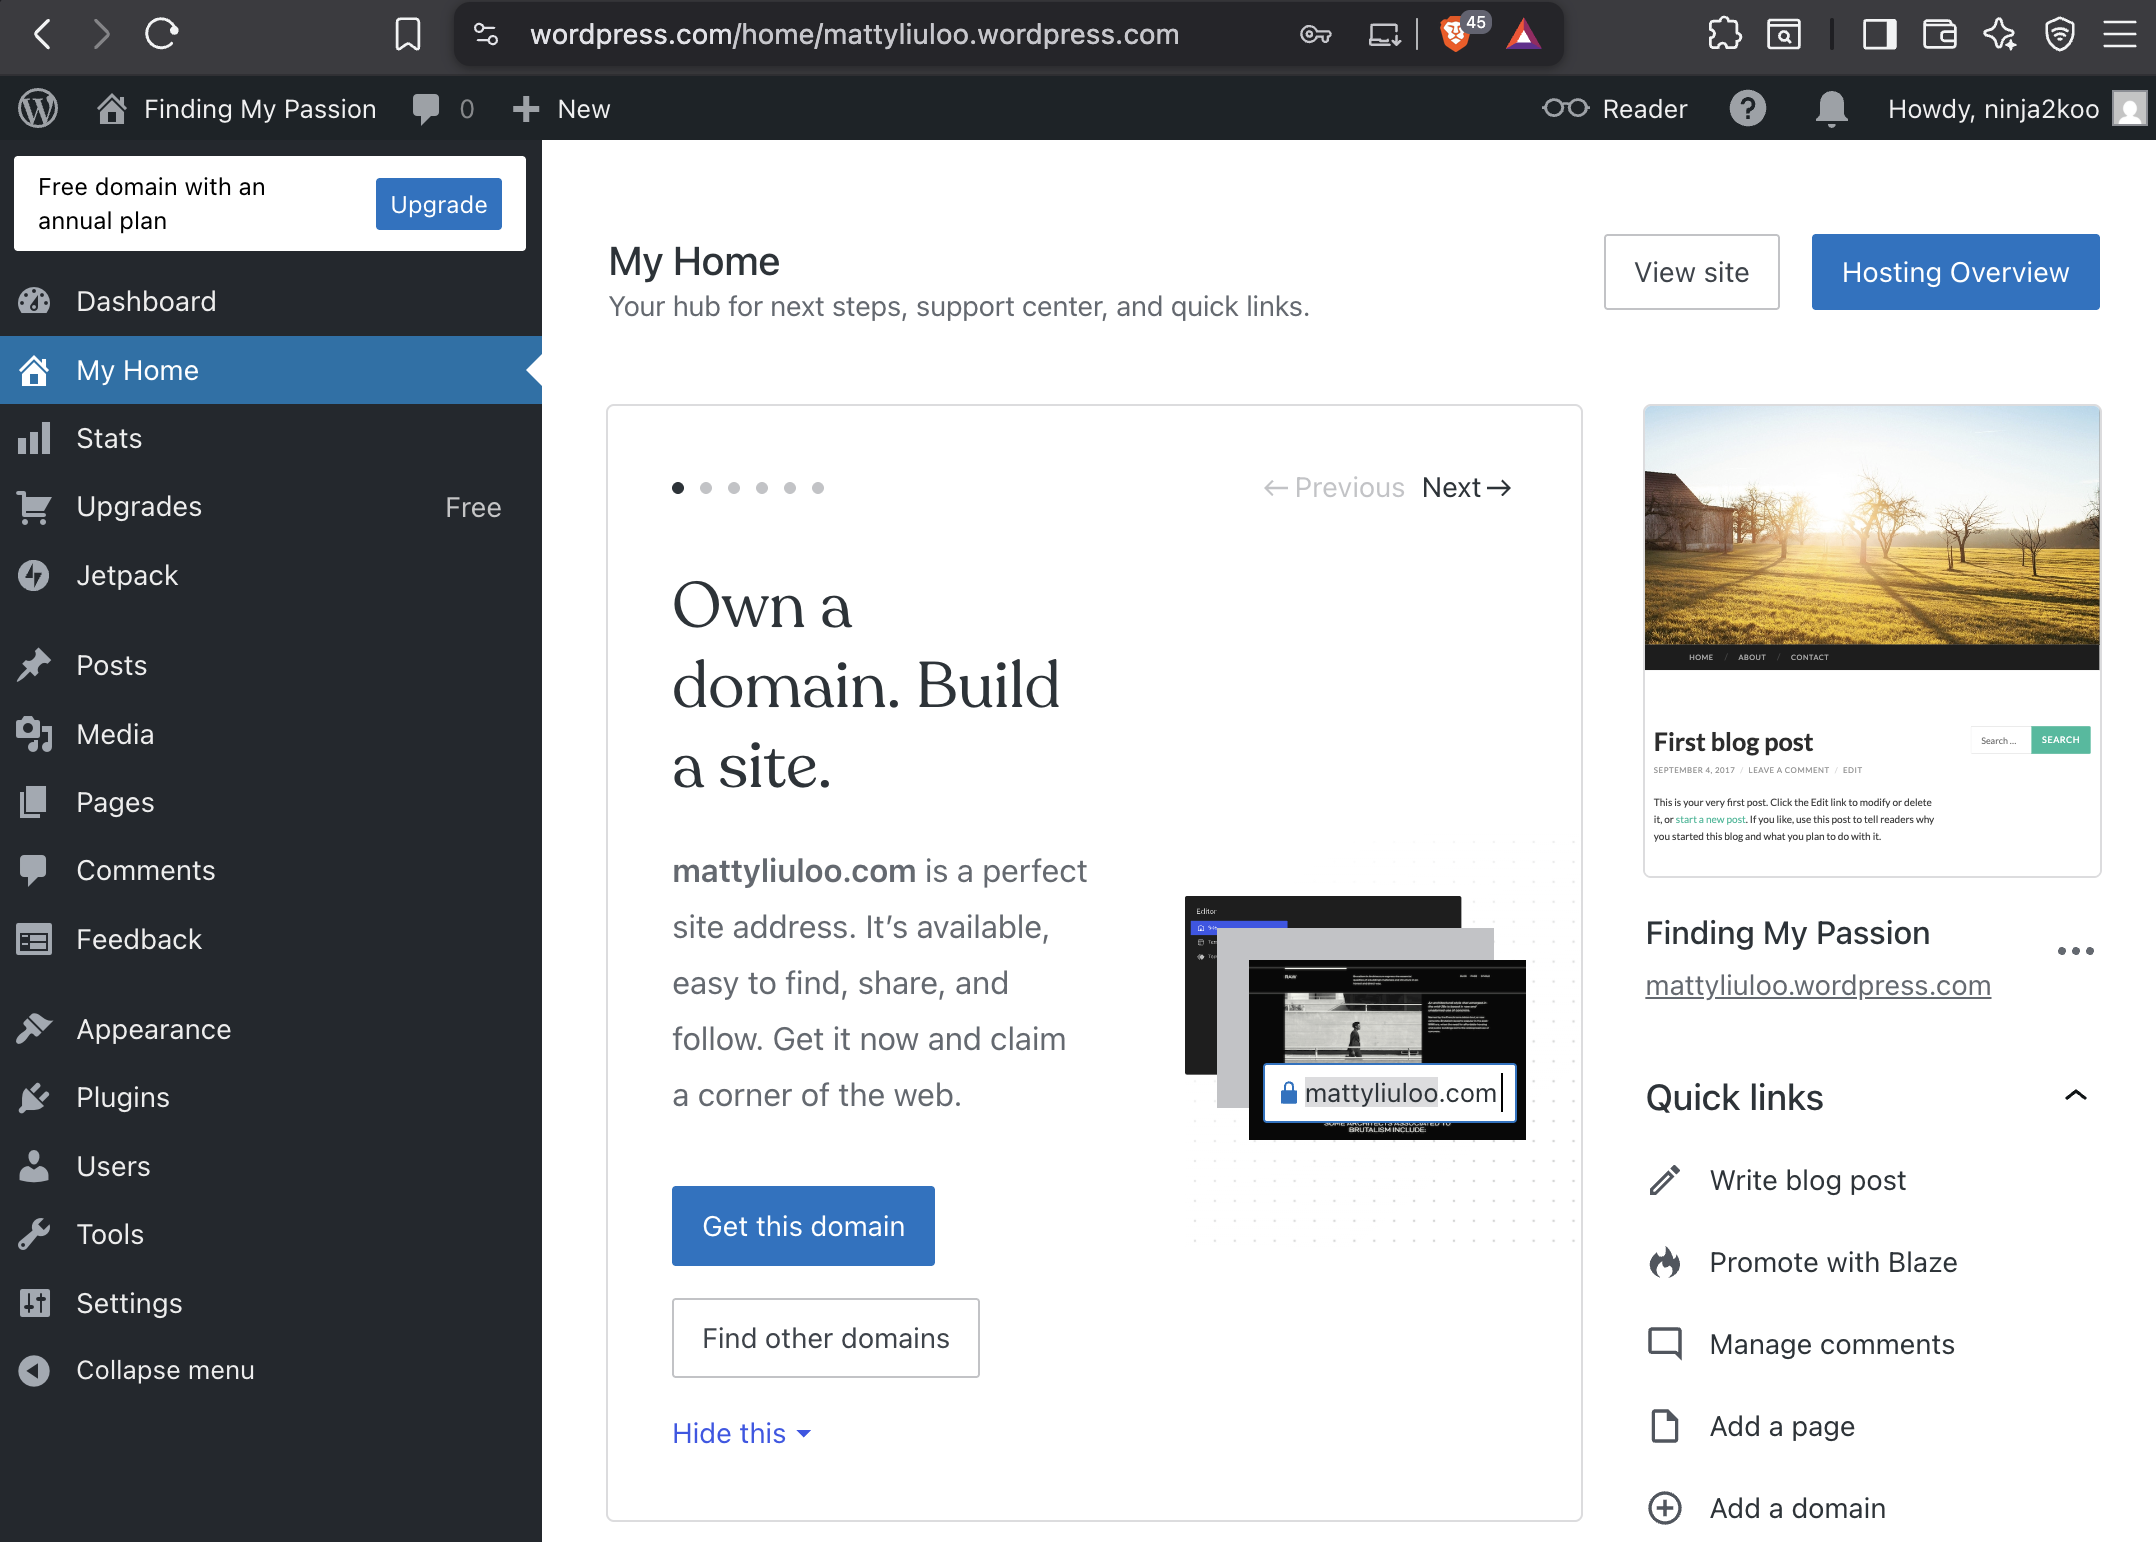 wordpress.com/home/mattyliuloo.wordpress.com
45
Finding My Passion
0
New
Reader
Howdy, ninja2koo
Free domain with an
annual plan
Upgrade
Dashboard
My Home
Stats
Upgrades
Free
Jetpack
Posts
Media
Pages
Comments
Feedback
Appearance
Plugins
Users
Tools
Settings
Collapse menu
My Home
Your hub for next steps, support center, and quick links.
View site
Hosting Overview
← Previous
Next →
Own a
domain. Build
a site.
mattyliuloo.com is a perfect
site address. It’s available,
easy to find, share, and
follow. Get it now and claim
a corner of the web.
Get this domain
Find other domains
Hide this
Editor
RAW
mattyliuloo.com
SOME ARCHITECTS ASSOCIATED TO
BRUTALISM INCLUDE:
HOME / ABOUT / CONTACT
First blog post
SEPTEMBER 4, 2017 / LEAVE A COMMENT / EDIT
Search ...
SEARCH
This is your very first post. Click the Edit link to modify or delete
it, or start a new post. If you like, use this post to tell readers why
you started this blog and what you plan to do with it.
Finding My Passion
mattyliuloo.wordpress.com
Quick links
Write blog post
Promote with Blaze
Manage comments
Add a page
Add a domain